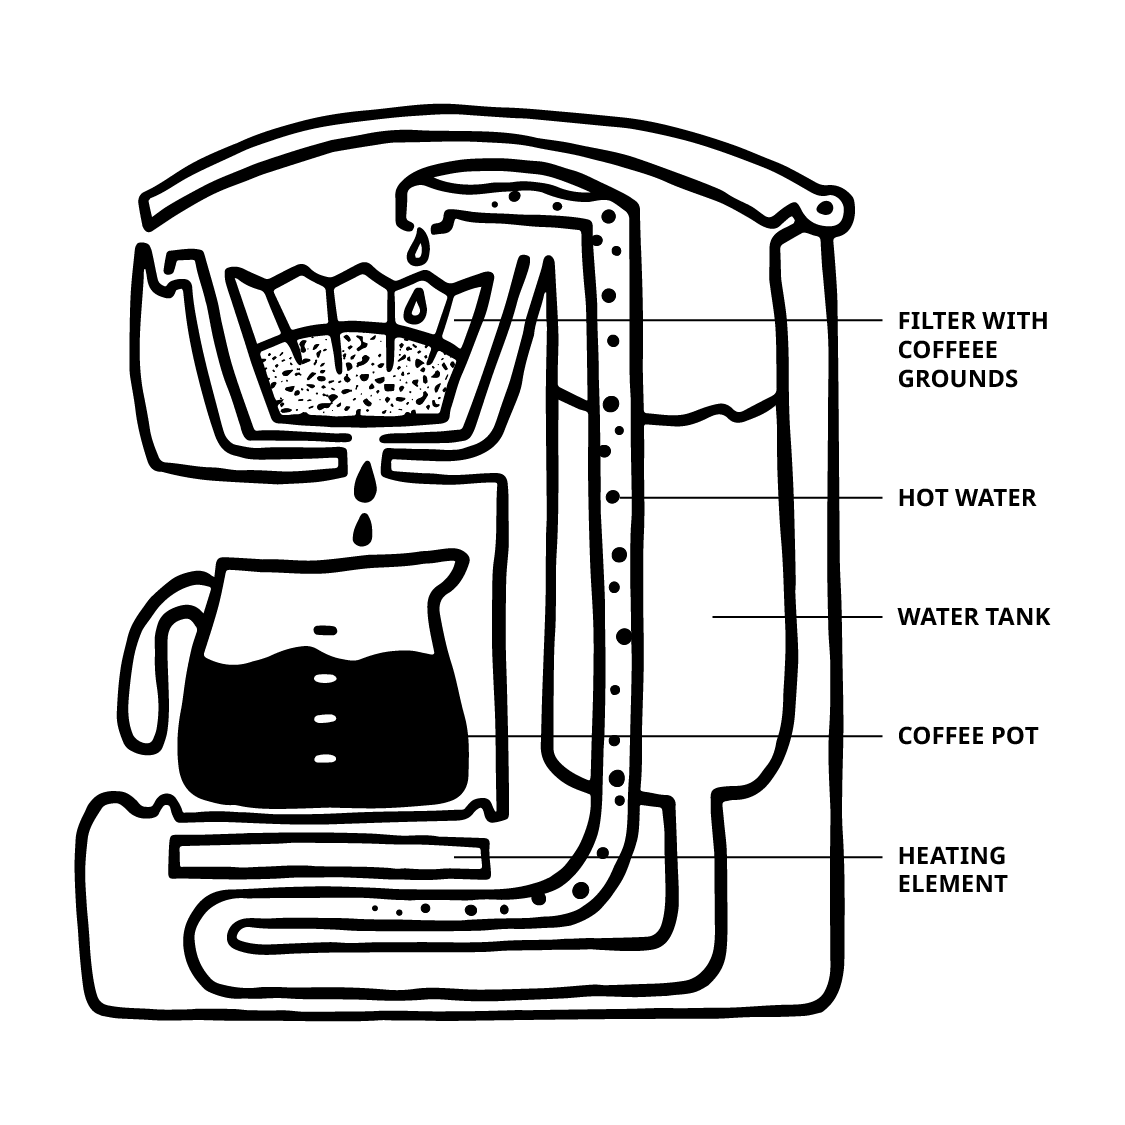 FILTER WITH
COFFEEE
GROUNDS
HOT WATER
WATER TANK
COFFEE POT
HEATING
ELEMENT